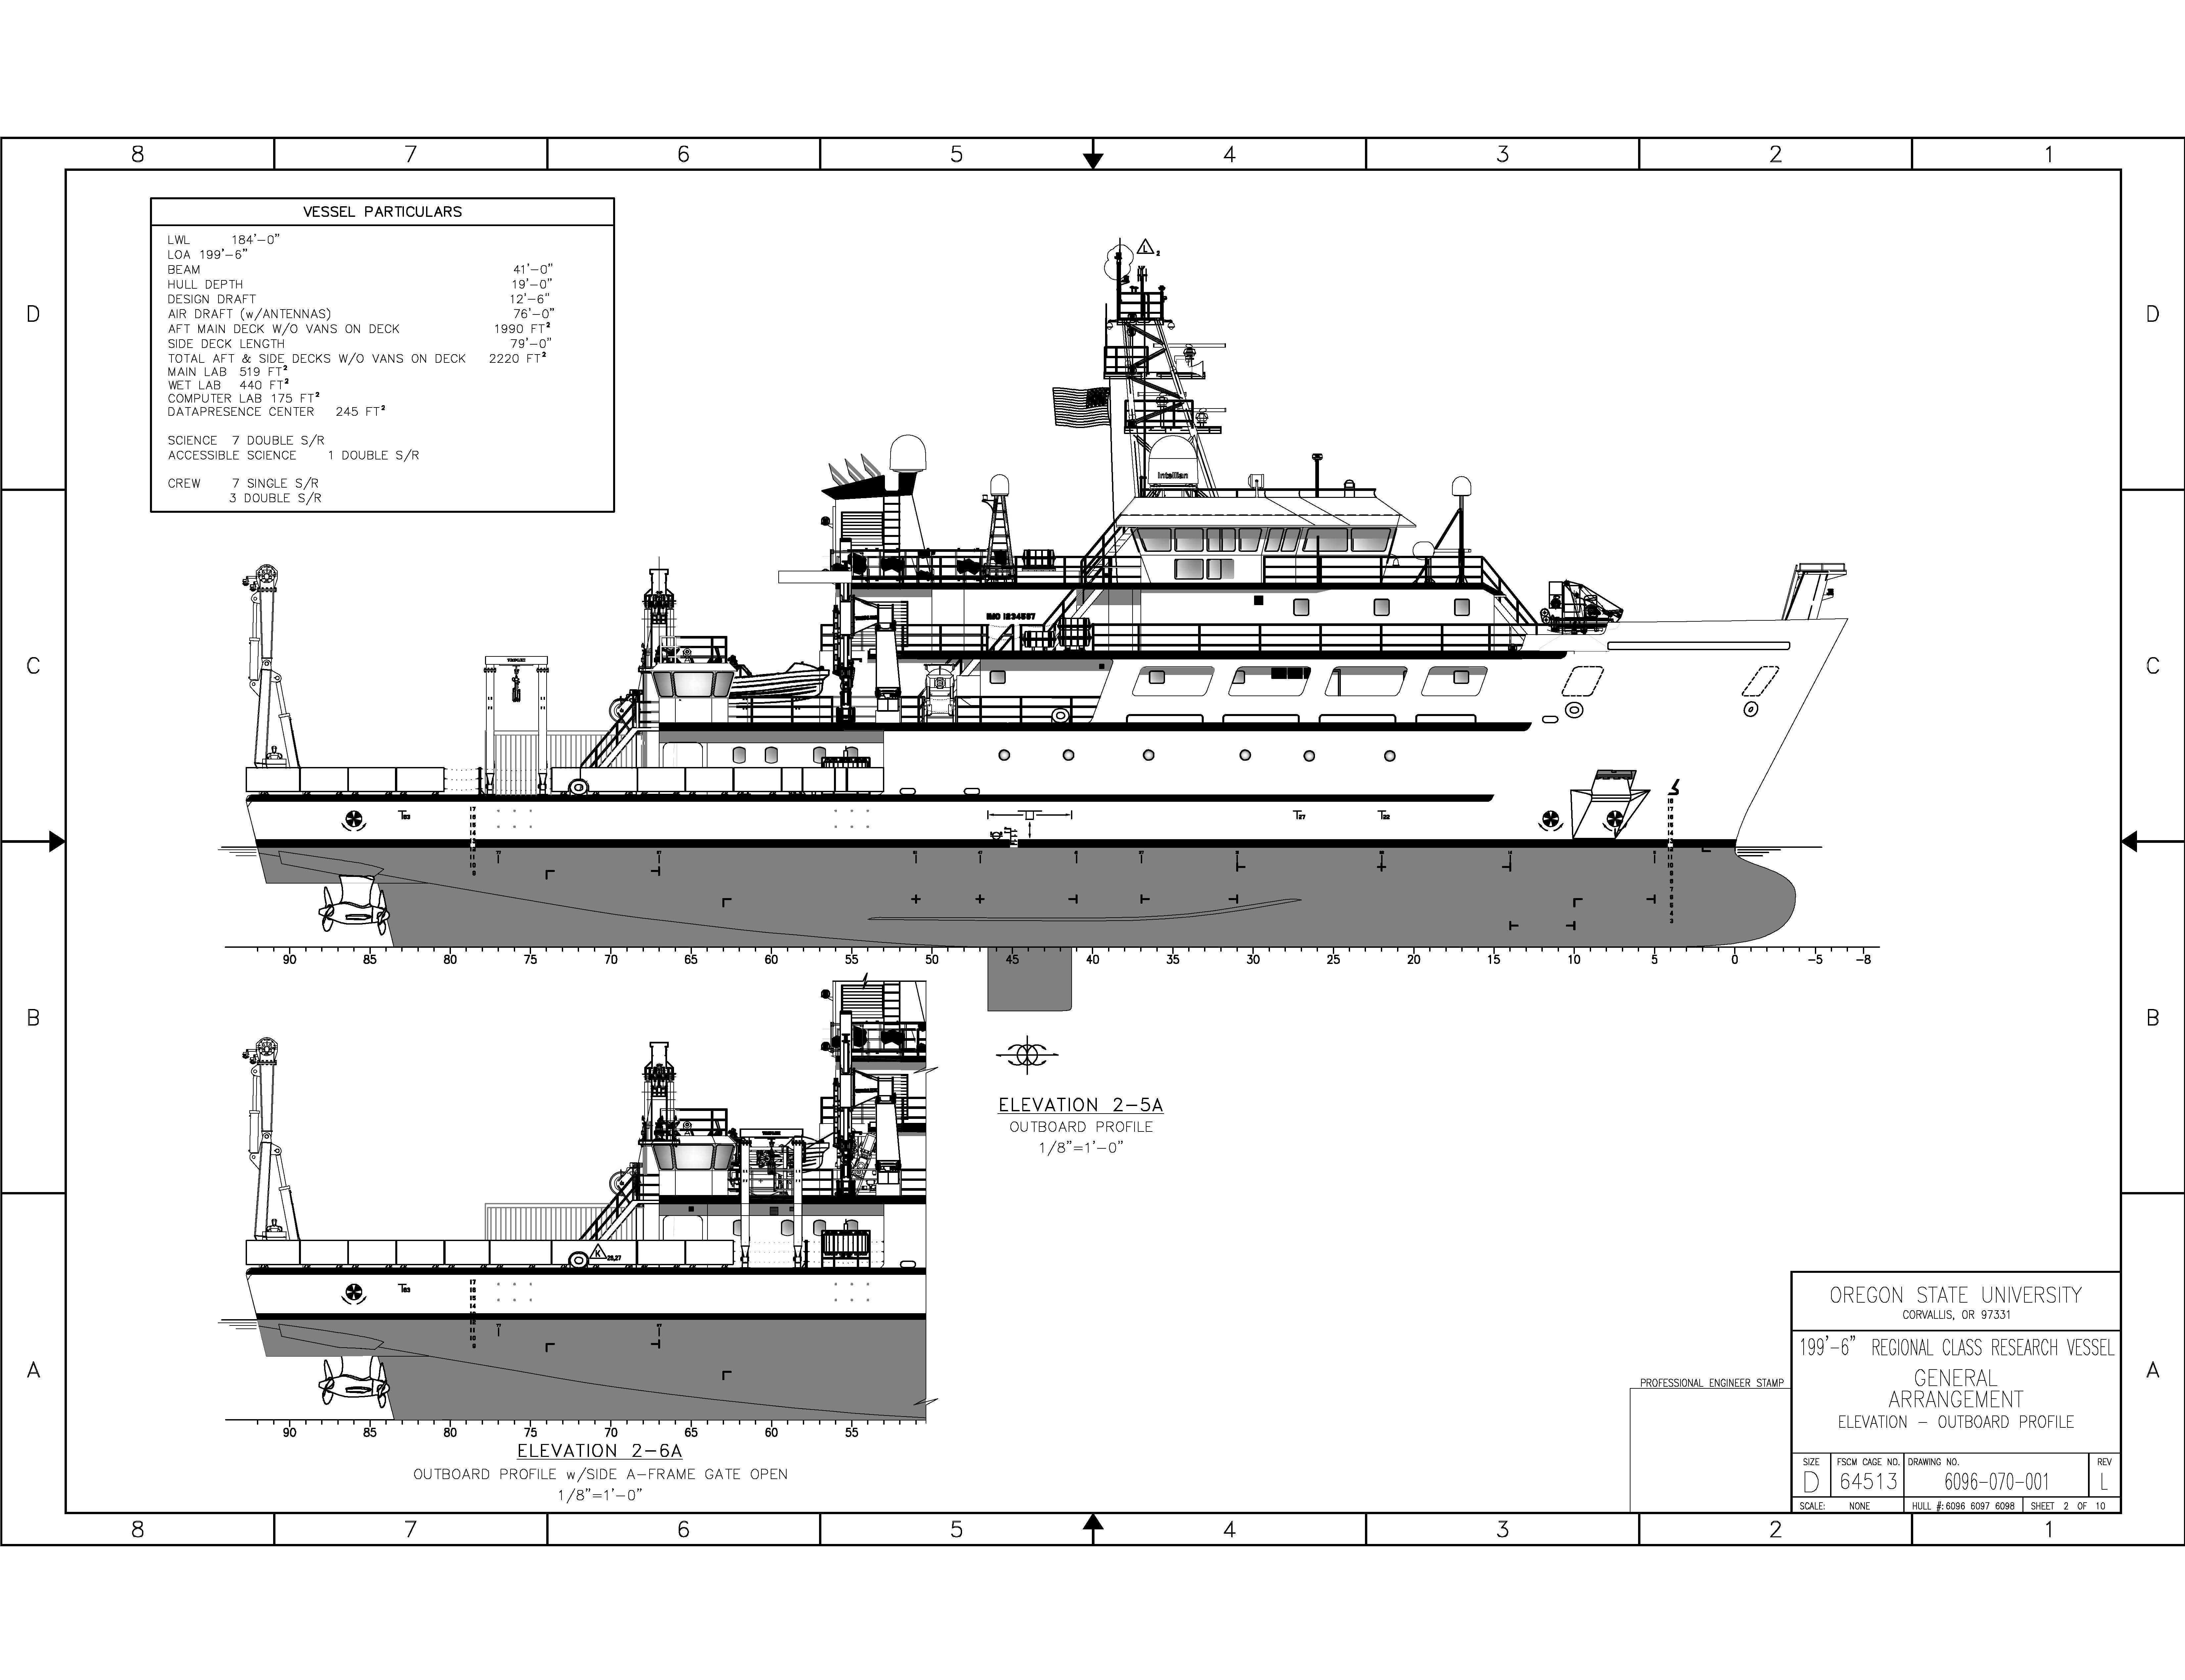 8 7 6 5 4 3 2 1
D
C
B
A
VESSEL PARTICULARS
LWL 184'-0"
LOA 199'-6"
BEAM 41'-0"
HULL DEPTH 19'-0"
DESIGN DRAFT 12'-6"
AIR DRAFT (w/ANTENNAS) 76'-0"
AFT MAIN DECK W/O VANS ON DECK 1990 FT²
SIDE DECK LENGTH 79'-0"
TOTAL AFT & SIDE DECKS W/O VANS ON DECK 2220 FT²
MAIN LAB 519 FT²
WET LAB 440 FT²
COMPUTER LAB 175 FT²
DATAPRESENCE CENTER 245 FT²
SCIENCE 7 DOUBLE S/R
ACCESSIBLE SCIENCE 1 DOUBLE S/R
CREW 7 SINGLE S/R
3 DOUBLE S/R
L 2
intellian
IMO 1234567
90 85 80 75 70 65 60 55 50 45 40 35 30 25 20 15 10 5 0 -5 -8
ELEVATION 2-5A
OUTBOARD PROFILE
1/8"=1'-0"
K 26,27
90 85 80 75 70 65 60 55
ELEVATION 2-6A
OUTBOARD PROFILE w/SIDE A-FRAME GATE OPEN
1/8"=1'-0"
PROFESSIONAL ENGINEER STAMP
OREGON STATE UNIVERSITY
CORVALLIS, OR 97331
199'-6" REGIONAL CLASS RESEARCH VESSEL
GENERAL
ARRANGEMENT
ELEVATION - OUTBOARD PROFILE
SIZE FSCM CAGE NO. DRAWING NO. REV
D 64513 6096-070-001 L
SCALE: NONE HULL #: 6096 6097 6098 SHEET 2 OF 10
D
C
B
A
8 7 6 5 4 3 2 1